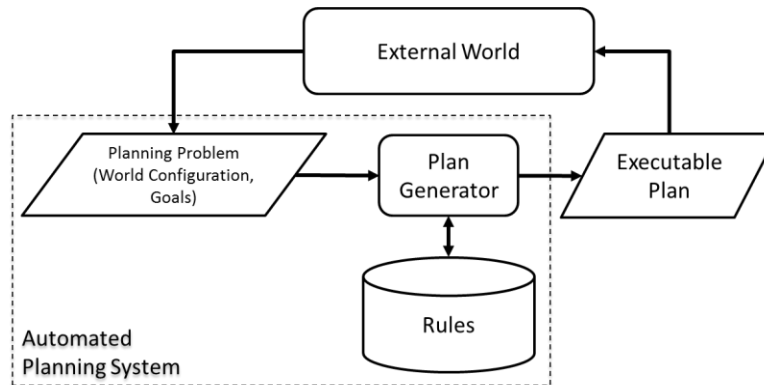 External World
Planning Problem
(World Configuration,
Goals)
Plan
Generator
Executable
Plan
Rules
Automated
Planning System